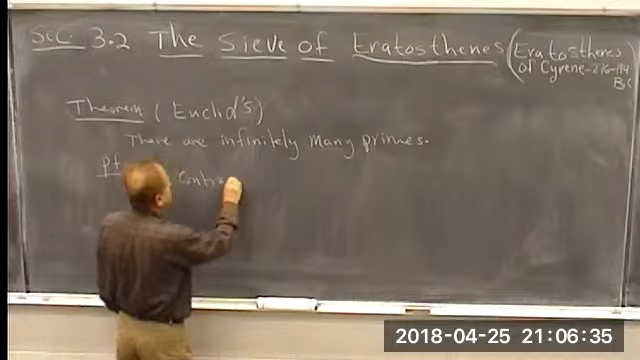 Sec. 3.2 The Sieve of Eratosthenes (Eratosthenes
of Cyrene-276-194
BC
Theorem (Euclid's)
There are infinitely many primes.
pf
Contra
2018-04-25 21:06:35